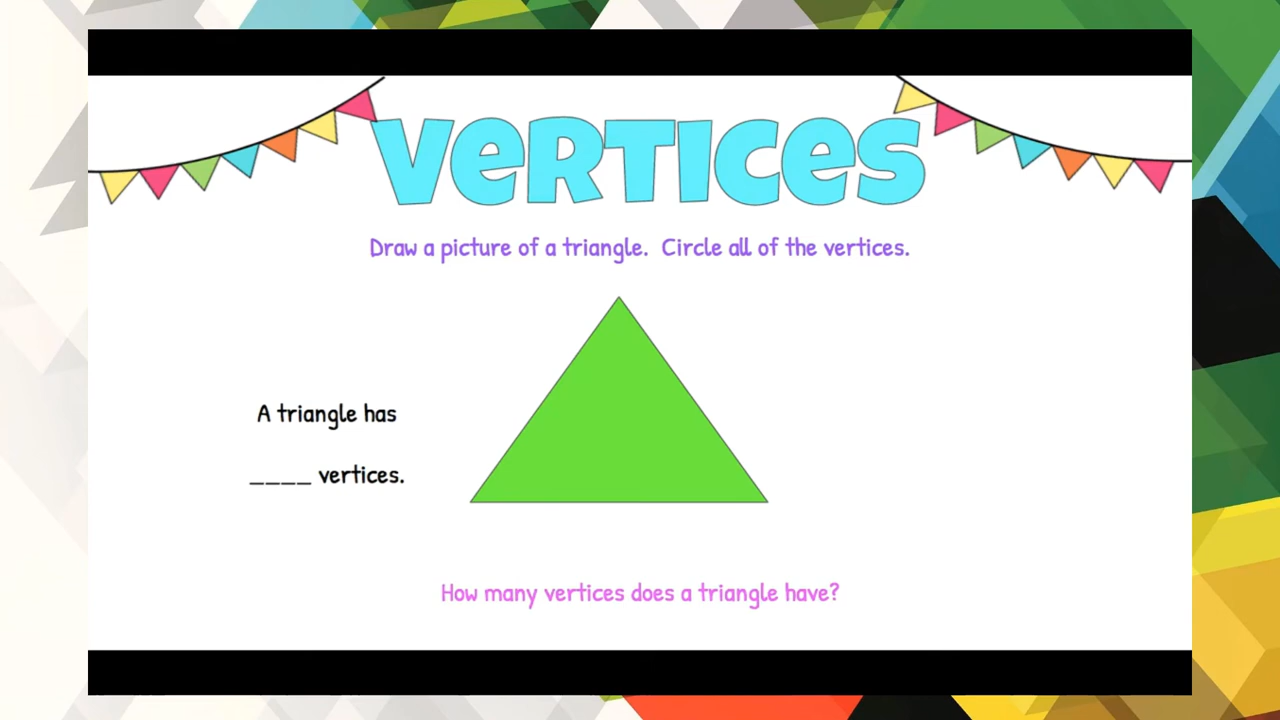 VeRTICeS
Draw a picture of a triangle. Circle all of the vertices.
A triangle has
____ vertices.
How many vertices does a triangle have?